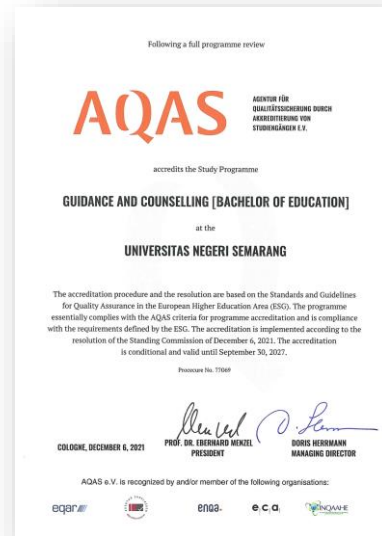 Following a full programme review
AQAS
AGENTUR FÜR
QUALITÄTSSICHERUNG DURCH
AKKREDITIERUNG VON
STUDIENGÄNGEN E.V.
accredits the Study Programme
GUIDANCE AND COUNSELLING [BACHELOR OF EDUCATION]
at the
UNIVERSITAS NEGERI SEMARANG
The accreditation procedure and the resolution are based on the Standards and Guidelines
for Quality Assurance in the European Higher Education Area (ESG). The programme
essentially complies with the AQAS criteria for programme accreditation and is compliance
with the requirements defined by the ESG. The accreditation is implemented according to the
resolution of the Standing Commission of December 6, 2021. The accreditation
is conditional and valid until September 30, 2027.
Procecure No. 77069
COLOGNE, DECEMBER 6, 2021
PROF. DR. EBERHARD MENZEL
PRESIDENT
DORIS HERRMANN
MANAGING DIRECTOR
AQAS e.V. is recognized by and/or member of the following organisations:
eqar
enqa.
e.c.a.
INQAAHE